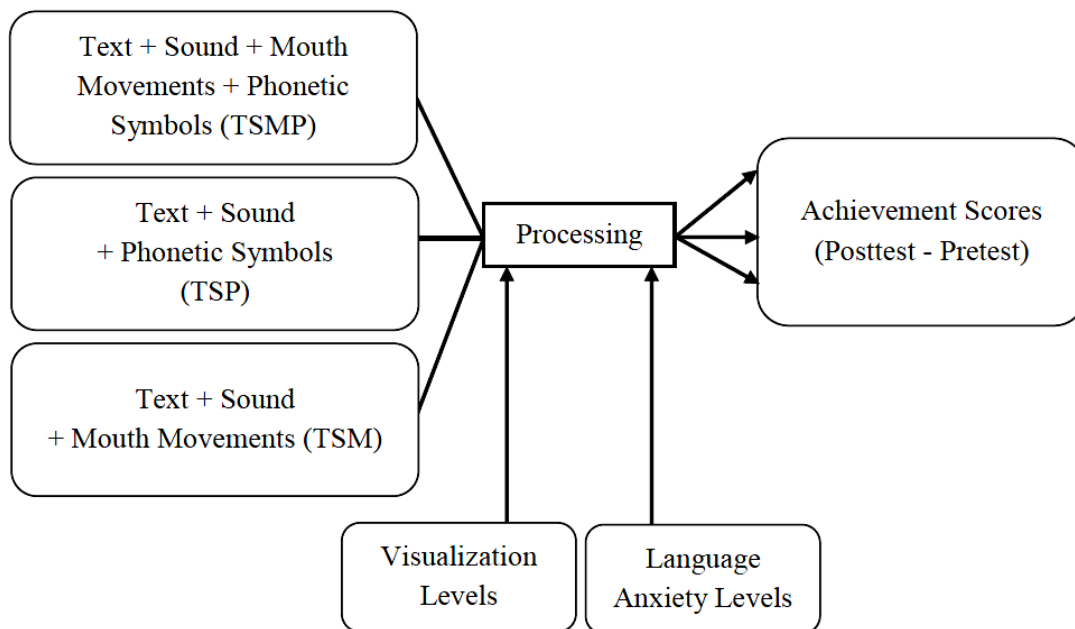 Text + Sound + Mouth
Movements + Phonetic
Symbols (TSMP)
Text + Sound
+ Phonetic Symbols
(TSP)
Text + Sound
+ Mouth Movements (TSM)
Processing
Achievement Scores
(Posttest - Pretest)
Visualization
Levels
Language
Anxiety Levels